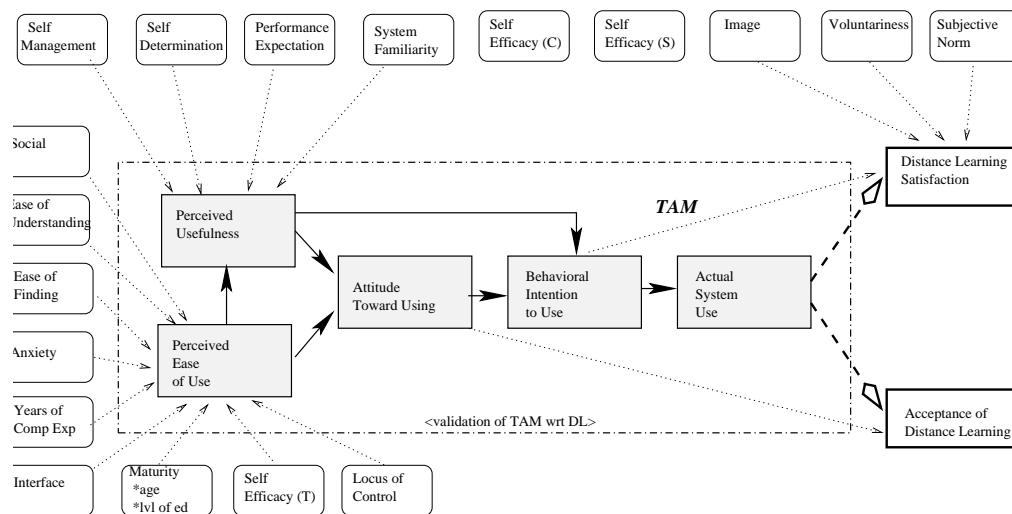 Self
Management
Self
Determination
Performance
Expectation
System
Familiarity
Self
Efficacy (C)
Self
Efficacy (S)
Image
Voluntariness
Subjective
Norm
Social
Ease of
Understanding
Ease of
Finding
Anxiety
Years of
Comp Exp
Interface
Perceived
Usefulness
Perceived
Ease
of Use
Attitude
Toward Using
TAM
Behavioral
Intention
to Use
Actual
System
Use
Distance Learning
Satisfaction
<validation of TAM wrt DL>
Acceptance of
Distance Learning
Maturity
*age
*lvl of ed
Self
Efficacy (T)
Locus of
Control